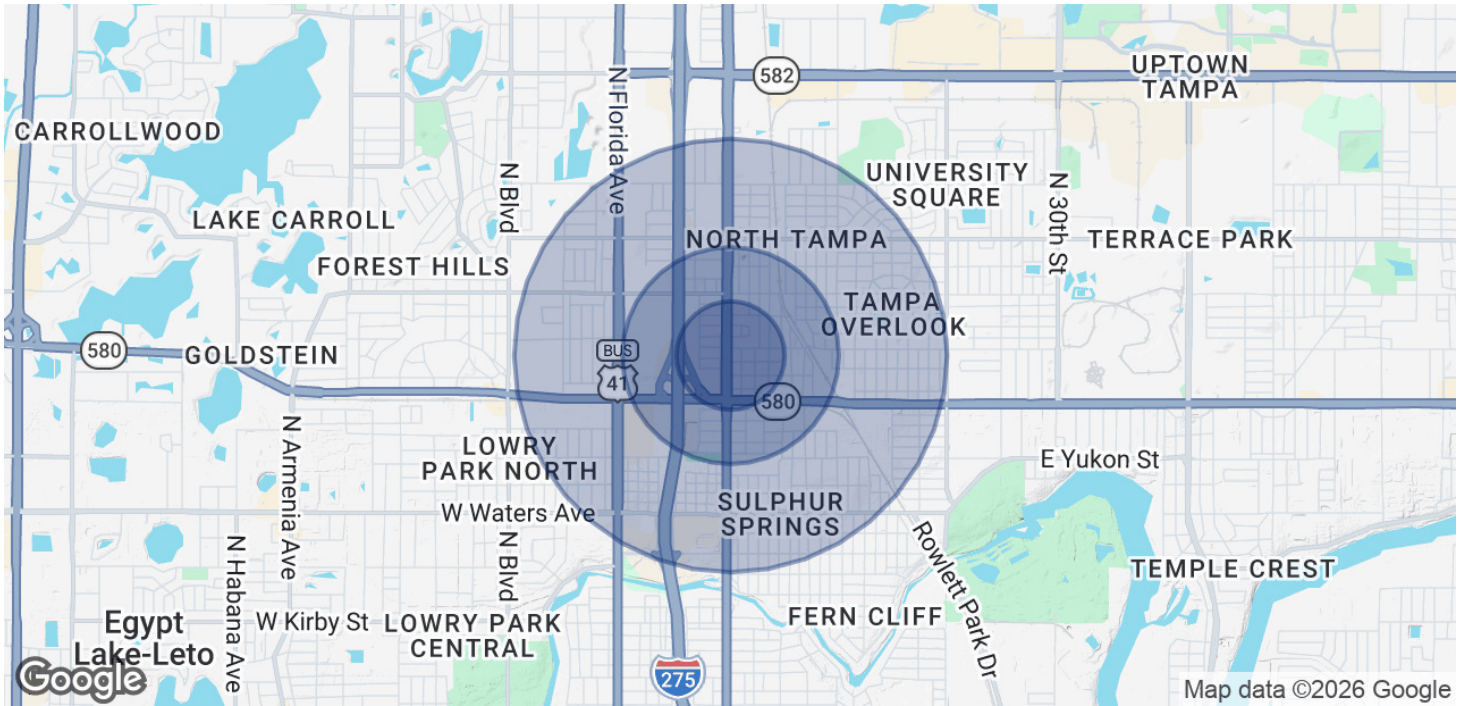 582
UPTOWN
TAMPA
CARROLLWOOD
N Florida Ave
N Blvd
UNIVERSITY
SQUARE
N 30th St
LAKE CARROLL
NORTH TAMPA
TERRACE PARK
FOREST HILLS
TAMPA
OVERLOOK
580
GOLDSTEIN
BUS
41
580
N Armenia Ave
LOWRY
PARK NORTH
E Yukon St
W Waters Ave
SULPHUR
SPRINGS
N Habana Ave
N Blvd
Rowlett Park Dr
TEMPLE CREST
Egypt
Lake-Leto
W Kirby St
LOWRY PARK
CENTRAL
FERN CLIFF
275
Google
Map data ©2026 Google